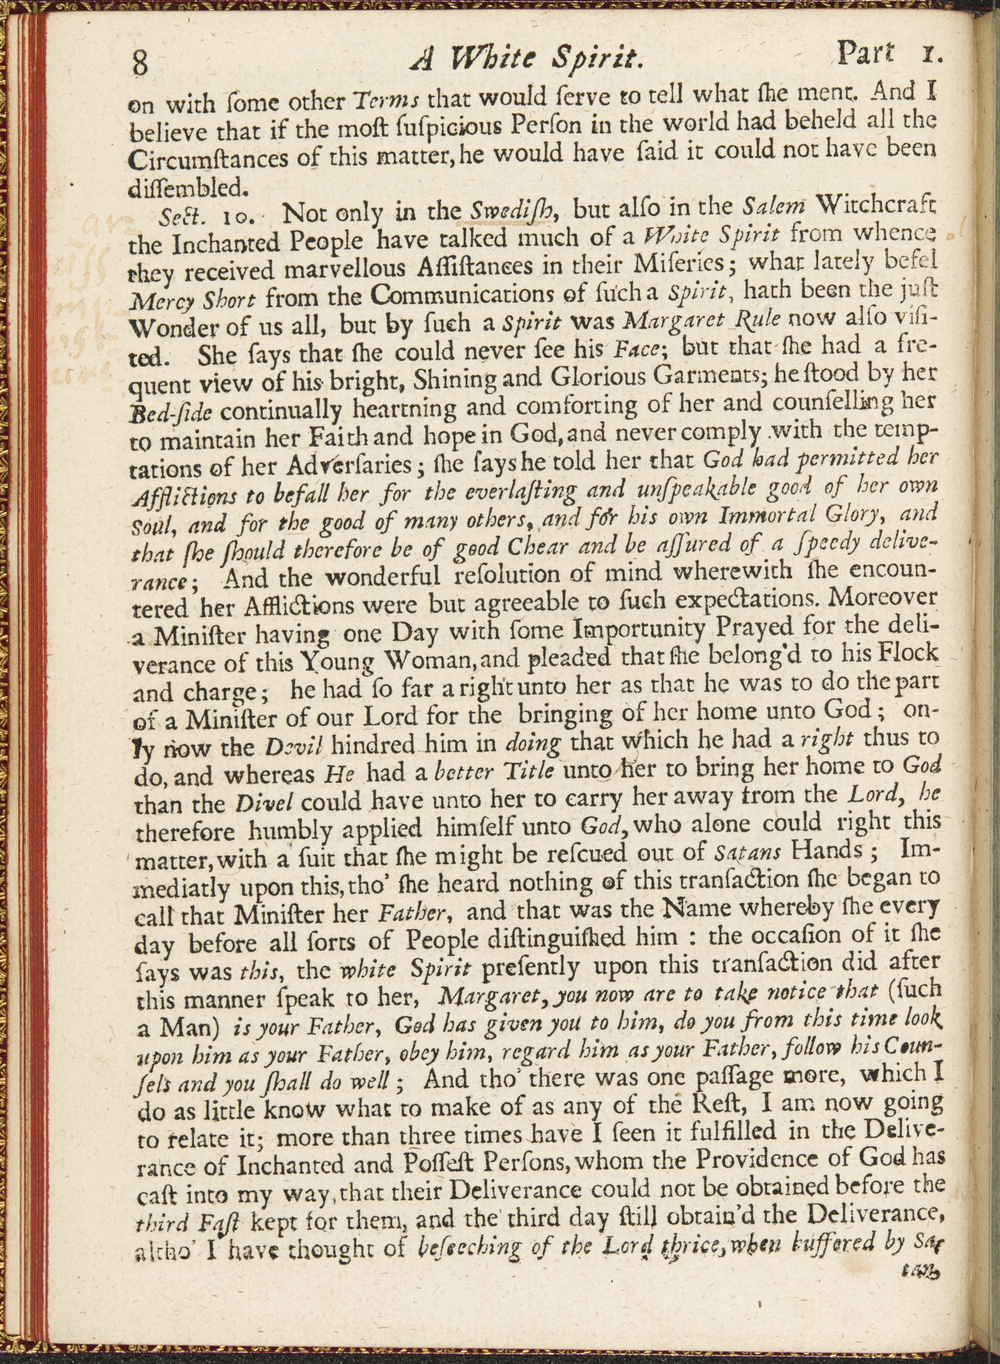 8 A White Spirit. Part 1.
on with ſome other Terms that would ſerve to tell what ſhe ment. And I
believe that if the moſt ſuſpicious Perſon in the world had beheld all the
Circumſtances of this matter, he would have ſaid it could not have been
diſſembled.
Sect. 10. Not only in the Swediſh, but alſo in the Salem Witchcraft
the Inchanted People have talked much of a White Spirit from whence
they received marvellous Aſſiſtances in their Miſeries; what lately befel
Mercy Short from the Communications of ſuch a Spirit, hath been the juſt
Wonder of us all, but by ſuch a Spirit was Margaret Rule now alſo viſi-
ted. She ſays that ſhe could never ſee his Face; but that ſhe had a fre-
quent view of his bright, Shining and Glorious Garments; he ſtood by her
Bed-ſide continually heartning and comforting of her and counſelling her
to maintain her Faith and hope in God, and never comply with the temp-
tations of her Adverſaries; ſhe ſays he told her that God had permitted her
Afflictions to befall her for the everlaſting and unſpeakable good of her own
Soul, and for the good of many others, and for his own Immortal Glory, and
that ſhe ſhould therefore be of good Chear and be aſſured of a ſpeedy delive-
rance; And the wonderful reſolution of mind wherewith ſhe encoun-
tered her Afflictions were but agreeable to ſuch expectations. Moreover
a Miniſter having one Day with ſome Importunity Prayed for the deli-
verance of this Young Woman, and pleaded that ſhe belong'd to his Flock
and charge; he had ſo far a right unto her as that he was to do the part
of a Miniſter of our Lord for the bringing of her home unto God; on-
ly now the Devil hindred him in doing that which he had a right thus to
do, and whereas He had a better Title unto her to bring her home to God
than the Divel could have unto her to carry her away from the Lord, he
therefore humbly applied himſelf unto God, who alone could right this
matter, with a ſuit that ſhe might be reſcued out of Satans Hands; Im-
mediatly upon this, tho' ſhe heard nothing of this tranſaction ſhe began to
call that Miniſter her Father, and that was the Name whereby ſhe every
day before all ſorts of People diſtinguiſhed him : the occaſion of it ſhe
ſays was this, the white Spirit preſently upon this tranſaction did after
this manner ſpeak to her, Margaret, you now are to take notice that (ſuch
a Man) is your Father, God has given you to him, do you from this time look
upon him as your Father, obey him, regard him as your Father, follow his Coun-
ſels and you ſhall do well; And tho' there was one paſſage more, which I
do as little know what to make of as any of the Reſt, I am now going
to relate it; more than three times have I ſeen it fulfilled in the Delive-
rance of Inchanted and Poſſeſt Perſons, whom the Providence of God has
caſt into my way, that their Deliverance could not be obtained before the
third Faſt kept for them, and the third day ſtill obtain'd the Deliverance,
altho' I have thought of beſeeching of the Lord thrice, when buffered by Sa-
tan,